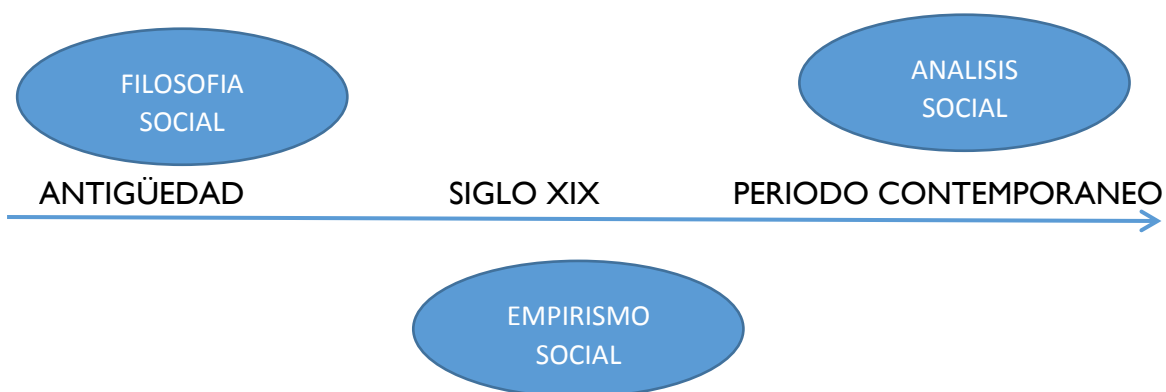 FILOSOFIA
SOCIAL
ANALISIS
SOCIAL
ANTIGÜEDAD
SIGLO XIX
PERIODO CONTEMPORANEO
EMPIRISMO
SOCIAL